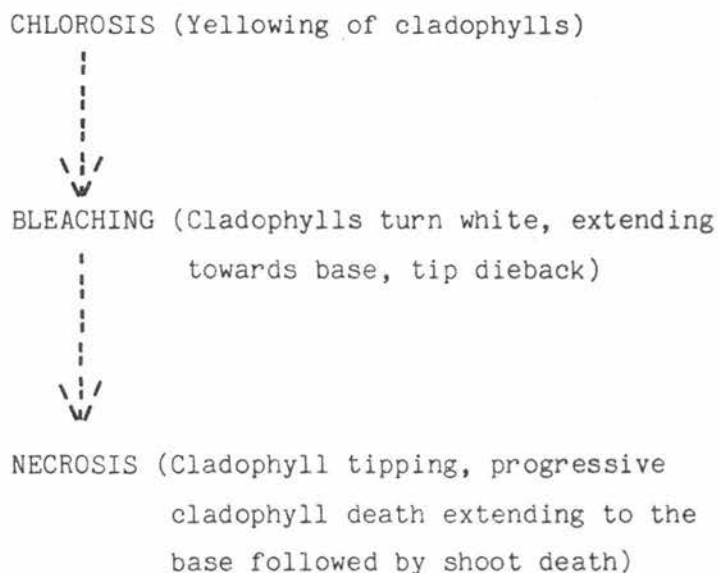 CHLOROSIS (Yellowing of cladophylls)
BLEACHING (Cladophylls turn white, extending
towards base, tip dieback)
NECROSIS (Cladophyll tipping, progressive
cladophyll death extending to the
base followed by shoot death)